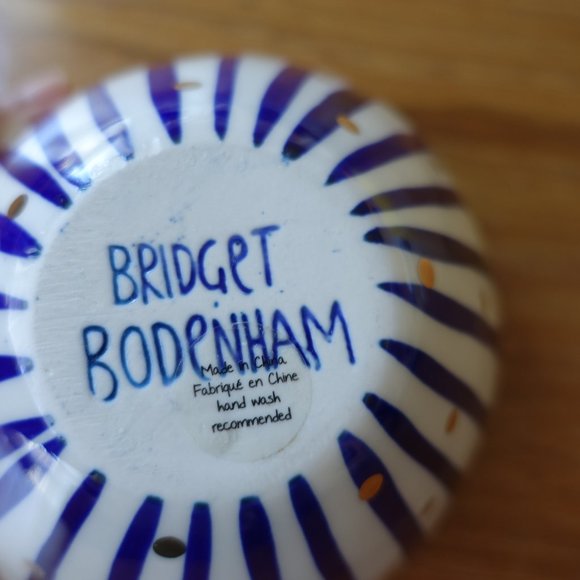 BRIDGET
BODENHAM
Made in China
Fabriqué en Chine
hand wash
recommended